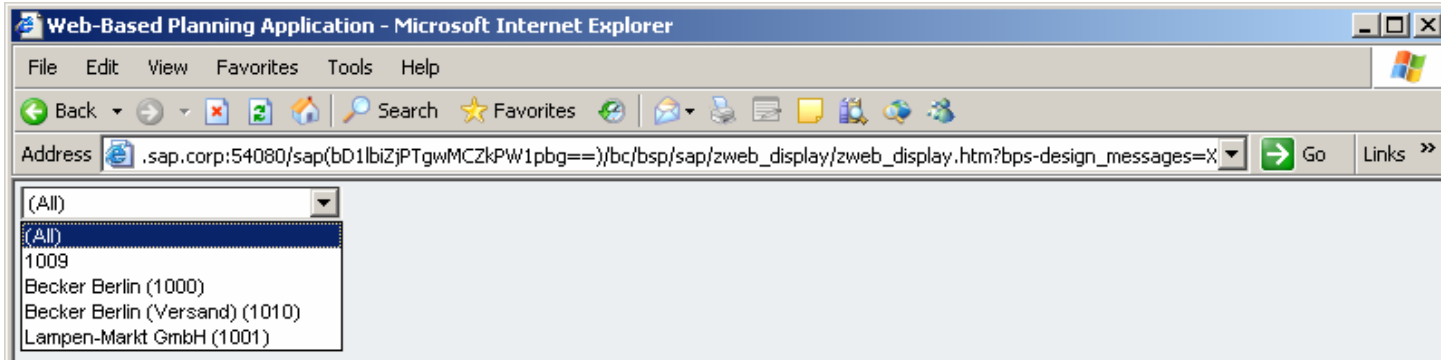 Web-Based Planning Application - Microsoft Internet Explorer
File Edit View Favorites Tools Help
Back Search Favorites
Address .sap.corp:54080/sap(bD1lbiZjPTgwMCZkPW1pbg==)/bc/bsp/sap/zweb_display/zweb_display.htm?bps-design_messages=X Go Links »
(All)
(All)
1009
Becker Berlin (1000)
Becker Berlin (Versand) (1010)
Lampen-Markt GmbH (1001)